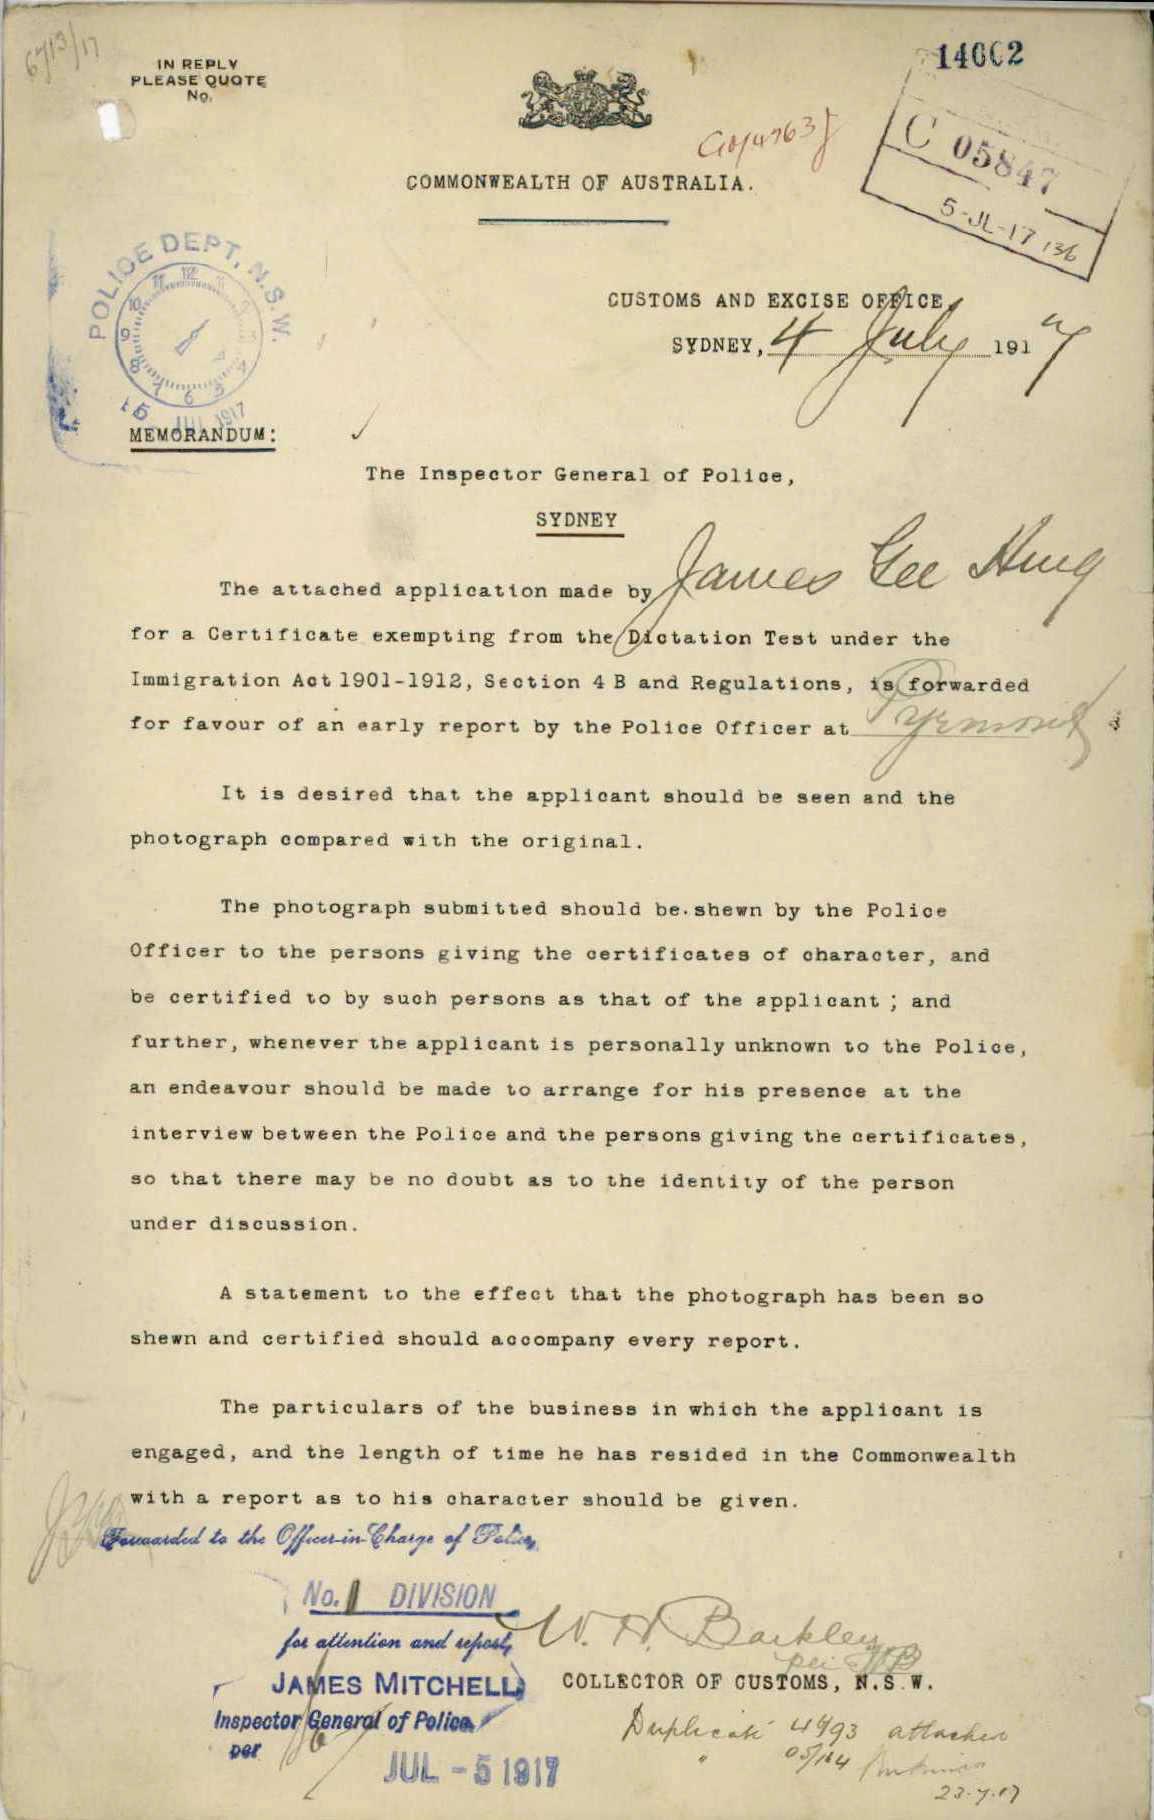 6713/17
14002
IN REPLY
PLEASE QUOTE
No.
C 05847
5-JL-17 136
COMMONWEALTH OF AUSTRALIA.
POLICE DEPT, N.S.W.
15 JUL 1917
CUSTOMS AND EXCISE OFFICE,
SYDNEY, 4 July 1917
MEMORANDUM:
The Inspector General of Police,
SYDNEY
The attached application made by James Gee Hing
for a Certificate exempting from the Dictation Test under the
Immigration Act 1901-1912, Section 4 B and Regulations, is forwarded
for favour of an early report by the Police Officer at Pyrmont
It is desired that the applicant should be seen and the
photograph compared with the original.
The photograph submitted should be shewn by the Police
Officer to the persons giving the certificates of character, and
be certified to by such persons as that of the applicant ; and
further, whenever the applicant is personally unknown to the Police,
an endeavour should be made to arrange for his presence at the
interview between the Police and the persons giving the certificates,
so that there may be no doubt as to the identity of the person
under discussion.
A statement to the effect that the photograph has been so
shewn and certified should accompany every report.
The particulars of the business in which the applicant is
engaged, and the length of time he has resided in the Commonwealth
with a report as to his character should be given.
Forwarded to the Officer-in-Charge of Police,
No. 1 DIVISION
for attention and report,
W. H. Barkley
per
JAMES MITCHELL
COLLECTOR OF CUSTOMS, N.S.W.
Inspector General of Police
per
JUL - 5 1917
Duplicate 4493 attached
" 05/164
23.7.17